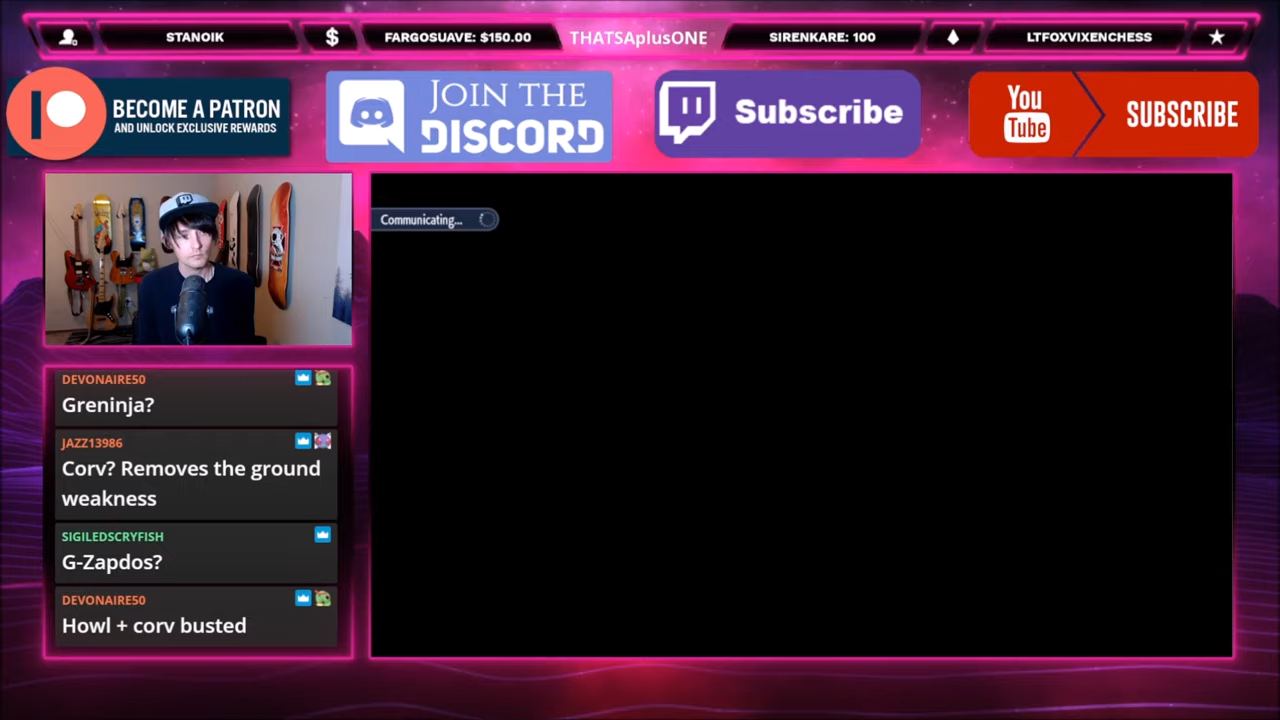 STANOIK
$
FARGOSUAVE: $150.00
THATSAplusONE
SIRENKARE: 100
LTFOXVIXENCHESS
BECOME A PATRON
AND UNLOCK EXCLUSIVE REWARDS
JOIN THE
DISCORD
Subscribe
You
Tube
SUBSCRIBE
Communicating...
DEVONAIRE50
Greninja?
JAZZ13986
Corv? Removes the ground
weakness
SIGILEDSCRYFISH
G-Zapdos?
DEVONAIRE50
Howl + corv busted